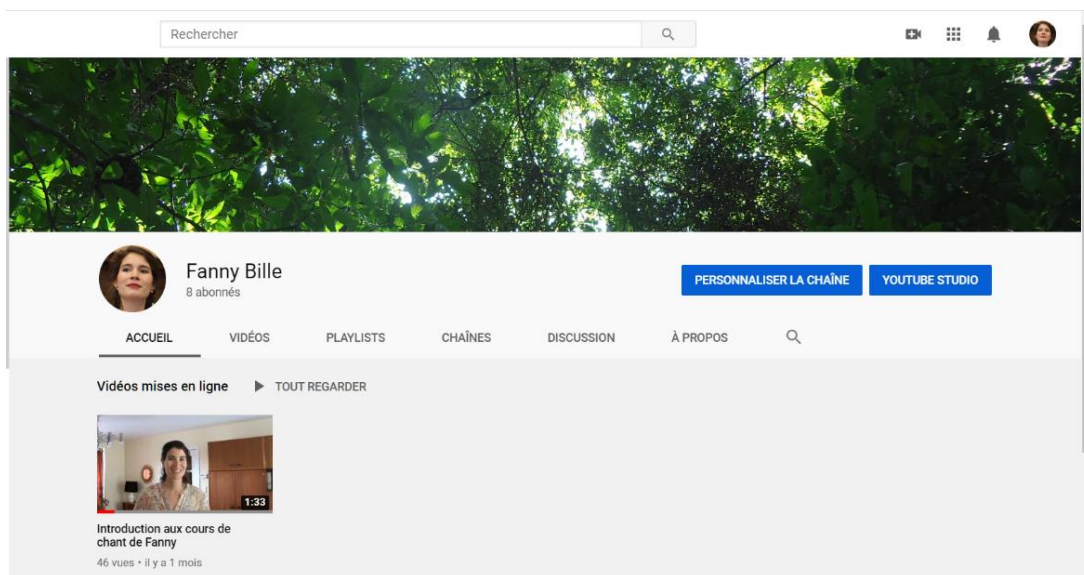 Rechercher
Fanny Bille
8 abonnés
PERSONNALISER LA CHAÎNE
YOUTUBE STUDIO
ACCUEIL
VIDÉOS
PLAYLISTS
CHAÎNES
DISCUSSION
À PROPOS
Vidéos mises en ligne
TOUT REGARDER
1:33
Introduction aux cours de
chant de Fanny
46 vues • il y a 1 mois